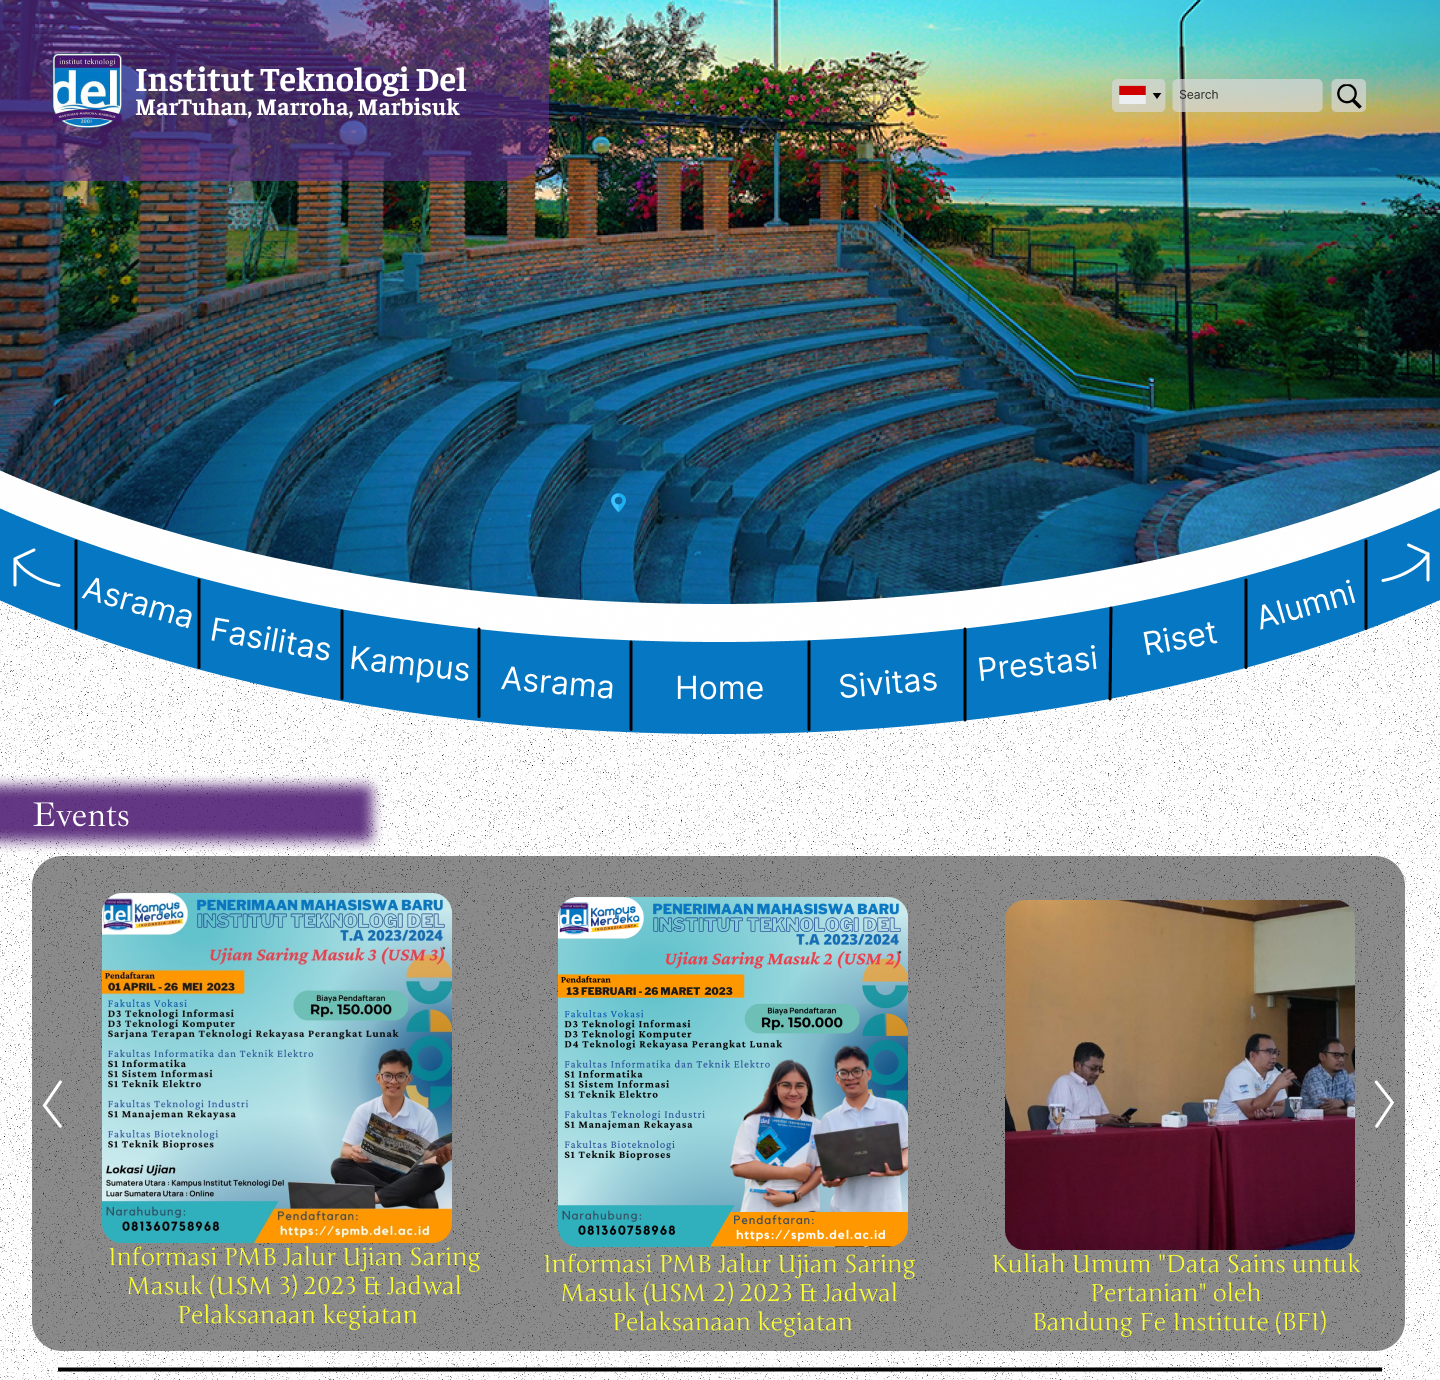 institut teknologi
del
2001
Institut Teknologi Del
MarTuhan, Marroha, Marbisuk
Search
Asrama
Fasilitas
Kampus
Asrama
Home
Sivitas
Prestasi
Riset
Alumni
Events
del
Kampus
Merdeka
INDONESIA JAYA
PENERIMAAN MAHASISWA BARU
INSTITUT TEKNOLOGI DEL
T.A 2023/2024
Ujian Saring Masuk 3 (USM 3)
Pendaftaran
01 APRIL - 26 MEI 2023
Biaya Pendaftaran
Rp. 150.000
Fakultas Vokasi
D3 Teknologi Informasi
D3 Teknologi Komputer
Sarjana Terapan Teknologi Rekayasa Perangkat Lunak
Fakultas Informatika dan Teknik Elektro
S1 Informatika
S1 Sistem Informasi
S1 Teknik Elektro
Fakultas Teknologi Industri
S1 Manajeman Rekayasa
Fakultas Bioteknologi
S1 Teknik Bioproses
Lokasi Ujian
Sumatera Utara : Kampus Institut Teknologi Del
Luar Sumatera Utara : Online
Narahubung:
081360758968
Pendaftaran:
https://spmb.del.ac.id
Informasi PMB Jalur Ujian Saring
Masuk (USM 3) 2023 & Jadwal
Pelaksanaan kegiatan
del
Kampus
Merdeka
INDONESIA JAYA
PENERIMAAN MAHASISWA BARU
INSTITUT TEKNOLOGI DEL
T.A 2023/2024
Ujian Saring Masuk 2 (USM 2)
Pendaftaran
13 FEBRUARI - 26 MARET 2023
Biaya Pendaftaran
Rp. 150.000
Fakultas Vokasi
D3 Teknologi Informasi
D3 Teknologi Komputer
D4 Teknologi Rekayasa Perangkat Lunak
Fakultas Informatika dan Teknik Elektro
S1 Informatika
S1 Sistem Informasi
S1 Teknik Elektro
Fakultas Teknologi Industri
S1 Manajeman Rekayasa
Fakultas Bioteknologi
S1 Teknik Bioproses
Narahubung:
081360758968
Pendaftaran:
https://spmb.del.ac.id
Informasi PMB Jalur Ujian Saring
Masuk (USM 2) 2023 & Jadwal
Pelaksanaan kegiatan
Kuliah Umum "Data Sains untuk
Pertanian" oleh
Bandung Fe Institute (BFI)